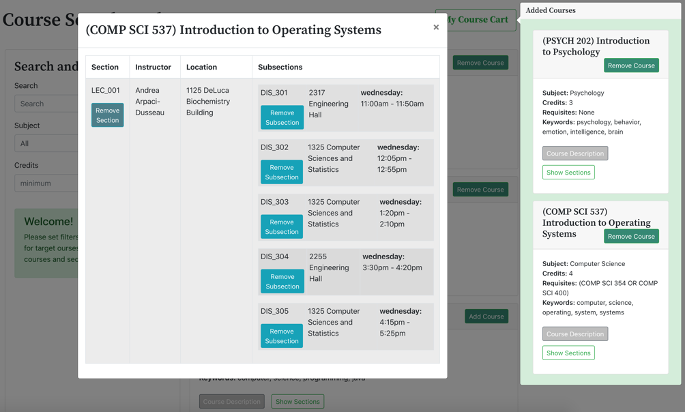 Course Se
My Course Cart
Search and
Search
Search
Subject
All
Credits
minimum
Welcome!
Please set filters
for target ourses
courses and sec
Remove Course
Remove Course
Add Course
Keywords: computer, science, programming, java
Course Description
Show Sections
(COMP SCI 537) Introduction to Operating Systems
×
Section Instructor Location Subsections
LEC_001
Remove
Section
Andrea
Arpaci-
Dusseau
1125 DeLuca
Biochemistry
Building
DIS_301
Remove
Subsection
2317
Engineering
Hall
wednesday:
11:00am - 11:50am
DIS_302
Remove
Subsection
1325 Computer
Sciences and
Statistics
wednesday:
12:05pm -
12:55pm
DIS_303
Remove
Subsection
1325 Computer
Sciences and
Statistics
wednesday:
1:20pm -
2:10pm
DIS_304
Remove
Subsection
2255
Engineering
Hall
wednesday:
3:30pm - 4:20pm
DIS_305
Remove
Subsection
1325 Computer
Sciences and
Statistics
wednesday:
4:15pm -
5:25pm
Added Courses
(PSYCH 202) Introduction
to Psychology
Remove Course
Subject: Psychology
Credits: 3
Requisites: None
Keywords: psychology, behavior,
emotion, intelligence, brain
Course Description
Show Sections
(COMP SCI 537)
Introduction to Operating
Systems
Remove Course
Subject: Computer Science
Credits: 4
Requisites: (COMP SCI 354 OR COMP
SCI 400)
Keywords: computer, science,
operating, system, systems
Course Description
Show Sections